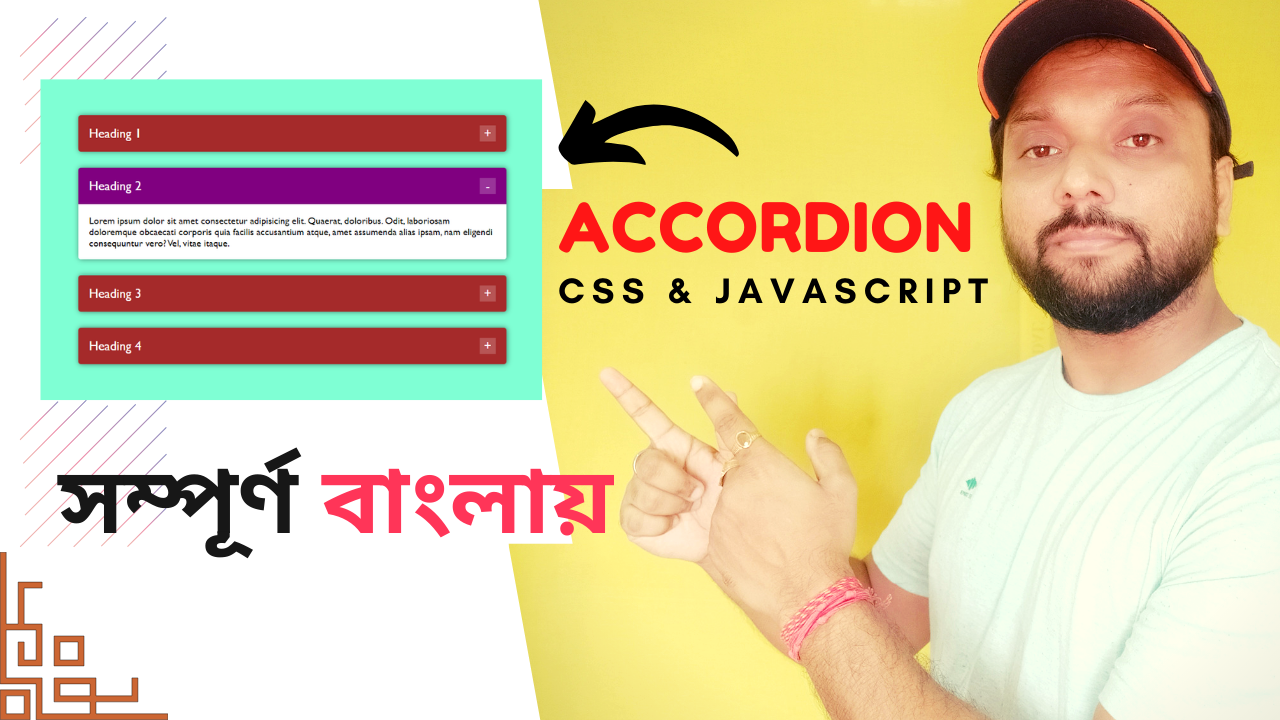 Heading 1 +
Heading 2 -
Lorem ipsum dolor sit amet consectetur adipisicing elit. Quaerat, doloribus. Odit, laboriosam
doloremque obcaecati corporis quia facilis accusantium atque, amet assumenda alias ipsam, nam eligendi
consequuntur vero? Vel, vitae itaque.
Heading 3 +
Heading 4 +
ACCORDION
CSS & JAVASCRIPT
সম্পূর্ণ বাংলায়